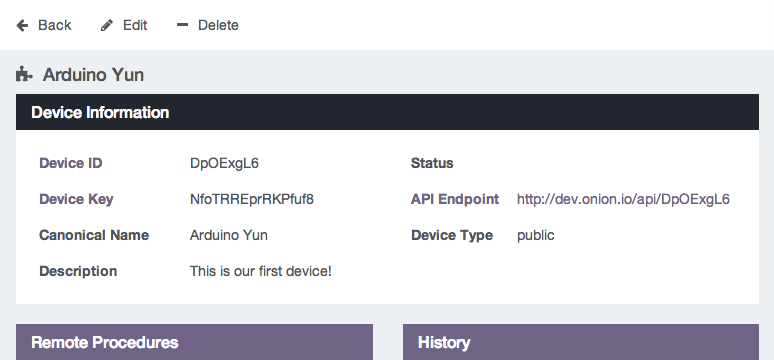 Back Edit Delete
Arduino Yun
Device Information
Device ID DpOExgL6 Status
Device Key NfoTRREprRKPfuf8 API Endpoint http://dev.onion.io/api/DpOExgL6
Canonical Name Arduino Yun Device Type public
Description This is our first device!
Remote Procedures History